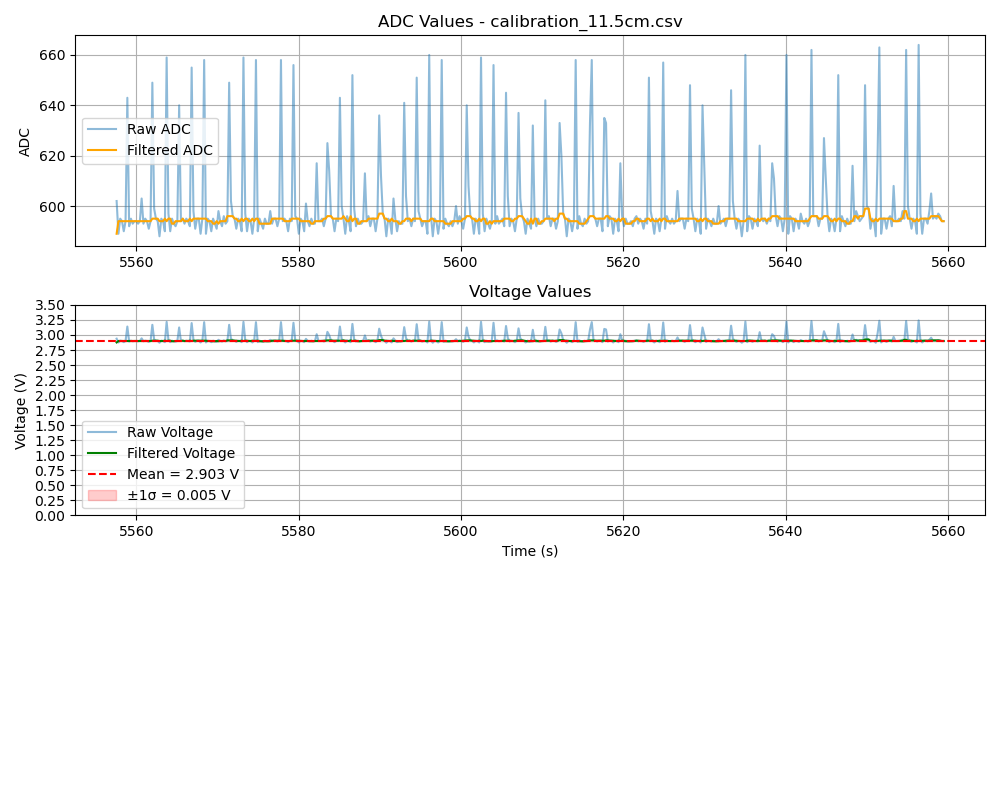 ADC Values - calibration_11.5cm.csv
660
640
620
600
ADC
Raw ADC
Filtered ADC
5560 5580 5600 5620 5640 5660
Voltage Values
3.50
3.25
3.00
2.75
2.50
2.25
2.00
1.75
1.50
1.25
1.00
0.75
0.50
0.25
0.00
Voltage (V)
Raw Voltage
Filtered Voltage
Mean = 2.903 V
±1σ = 0.005 V
5560 5580 5600 5620 5640 5660
Time (s)